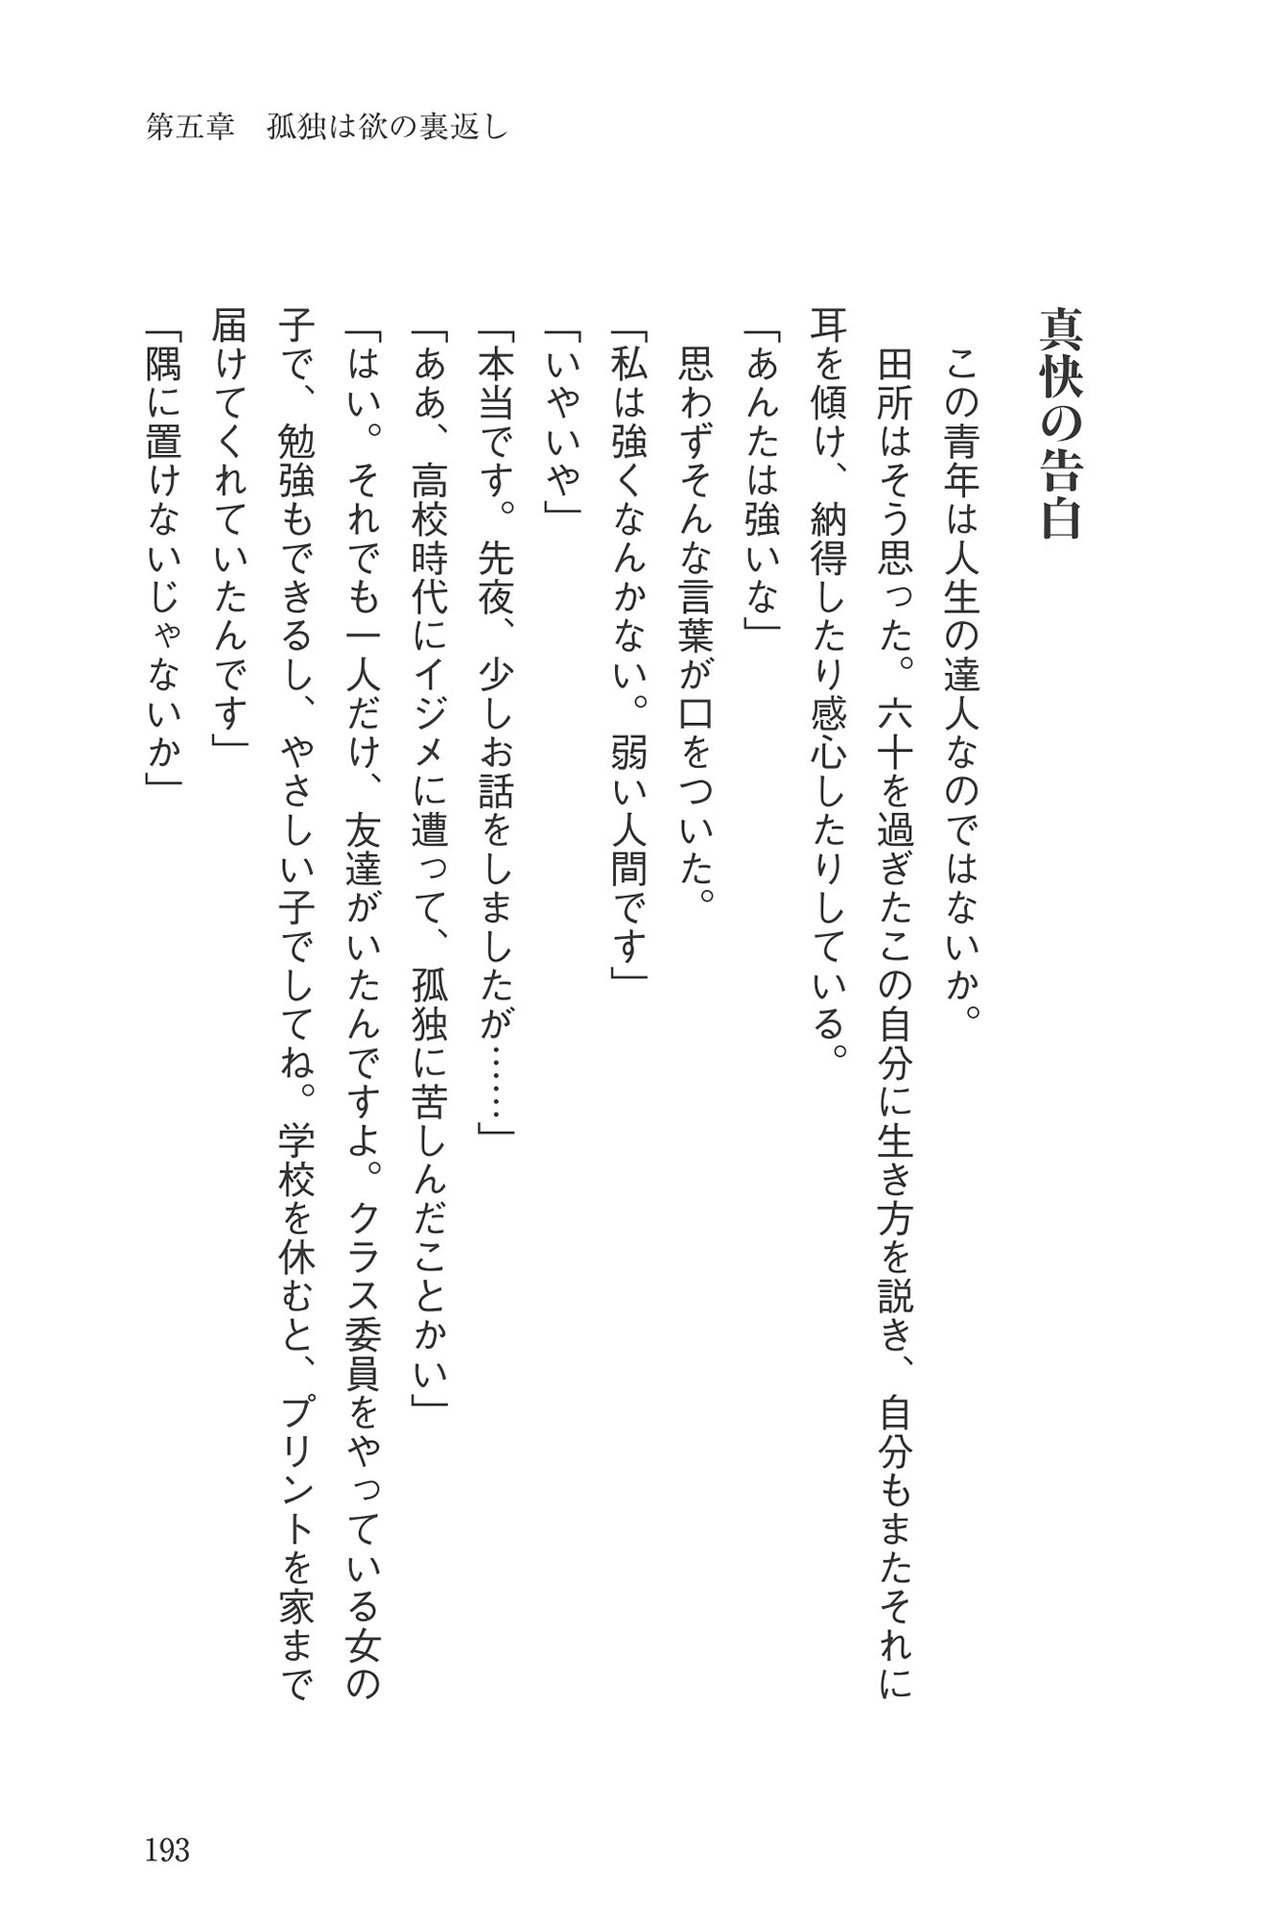 第五章　孤独は欲の裏返し
真快の告白
　この青年は人生の達人なのではないか。
　田所はそう思った。六十を過ぎたこの自分に生き方を説き、自分もまたそれに
耳を傾け、納得したり感心したりしている。
「あんたは強いな」
　思わずそんな言葉が口をついた。
「私は強くなんかない。弱い人間です」
「いやいや」
「本当です。先夜、少しお話をしましたが……」
「ああ、高校時代にイジメに遭って、孤独に苦しんだことかい」
「はい。それでも一人だけ、友達がいたんですよ。クラス委員をやっている女の
子で、勉強もできるし、やさしい子でしてね。学校を休むと、プリントを家まで
届けてくれていたんです」
「隅に置けないじゃないか」
193